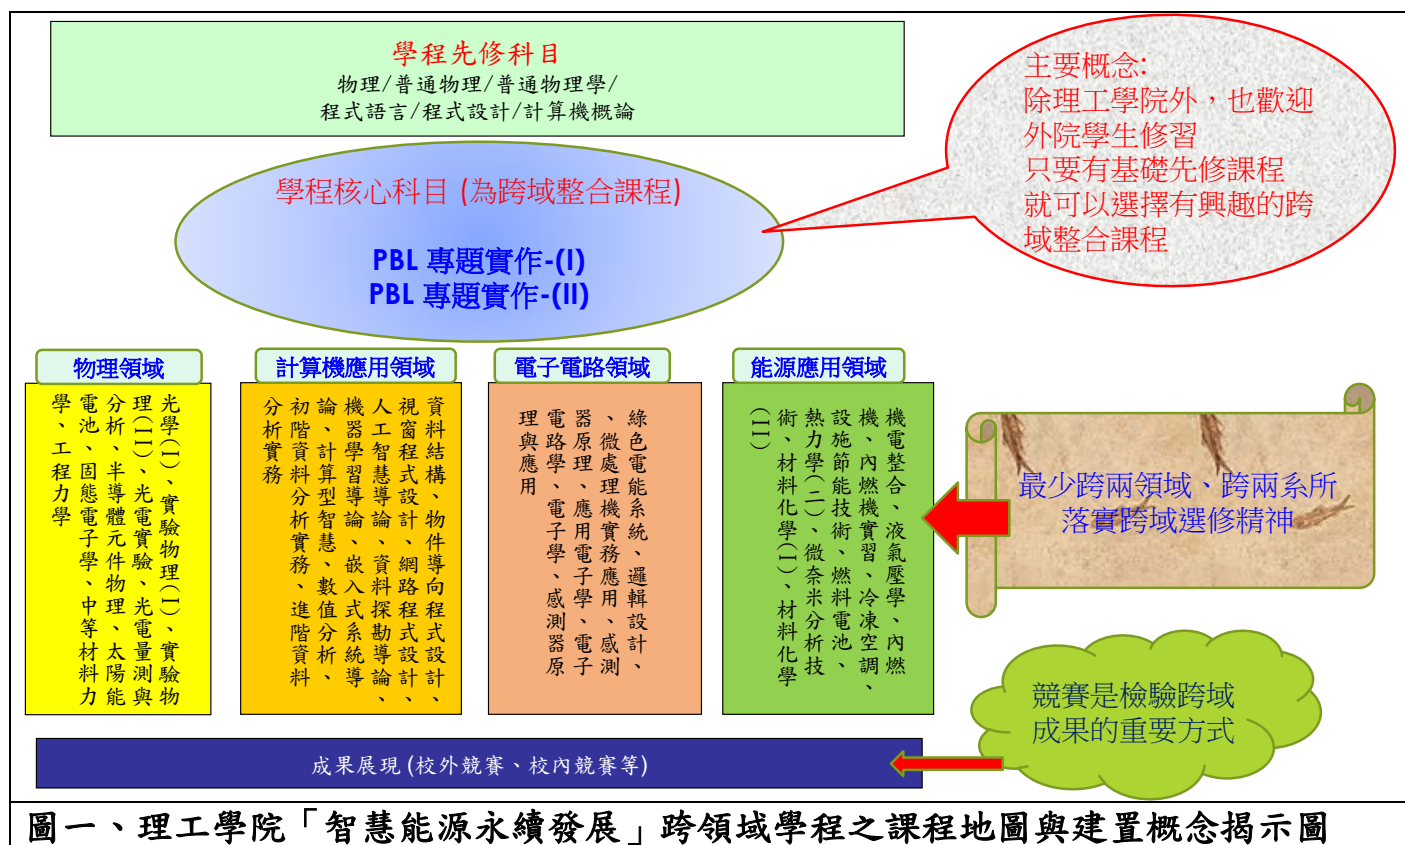 學程先修科目
物理/普通物理/普通物理學/
程式語言/程式設計/計算機概論
主要概念:
除理工學院外，也歡迎
外院學生修習
只要有基礎先修課程
就可以選擇有興趣的跨
域整合課程
學程核心科目 (為跨域整合課程)
PBL 專題實作-(I)
PBL 專題實作-(II)
物理領域
光學(I)、實驗物理(I)、實驗物
理(II)、光電實驗、光電量測與
分析、半導體元件物理、太陽能
電池、固態電子學、中等材料力
學、工程力學
計算機應用領域
資料結構、物件導向程式設計、
視窗程式設計、網路程式設計、
人工智慧導論、資料探勘導論、
機器學習導論、嵌入式系統導
論、計算型智慧、數值分析、
初階資料分析實務、進階資料
分析實務
電子電路領域
綠色電能系統、邏輯設計、
、微處理機實務應用、感測
器原理、應用電子學、電子
電路學、電子學、感測器原
理與應用
能源應用領域
機電整合、液氣壓學、內燃
機、內燃機實習、冷凍空調、
設施節能技術、燃料電池、
熱力學(二)、微奈米分析技
術、材料化學(I)、材料化學
(II)
最少跨兩領域、跨兩系所
落實跨域選修精神
競賽是檢驗跨域
成果的重要方式
成果展現 (校外競賽、校內競賽等)
圖一、理工學院「智慧能源永續發展」跨領域學程之課程地圖與建置概念揭示圖